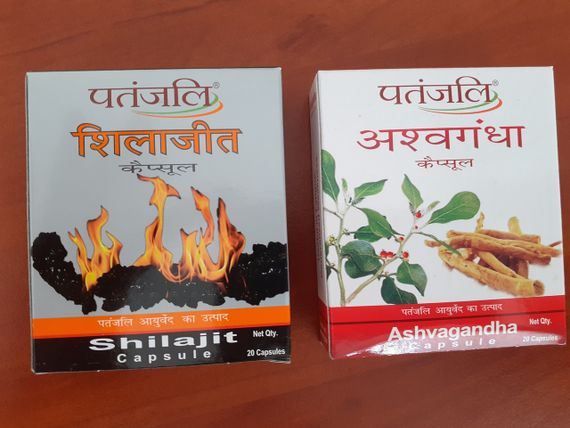 पतंजलि®
शिलाजीत
कैप्सूल
पतंजलि आयुर्वेद का उत्पाद
Shilajit
Capsule
Net Qty.
20 Capsules
पतंजलि®
अश्वगंधा
कैप्सूल
पतंजलि आयुर्वेद का उत्पाद
Ashvagandha
Capsule
Net Qty.
20 Capsules